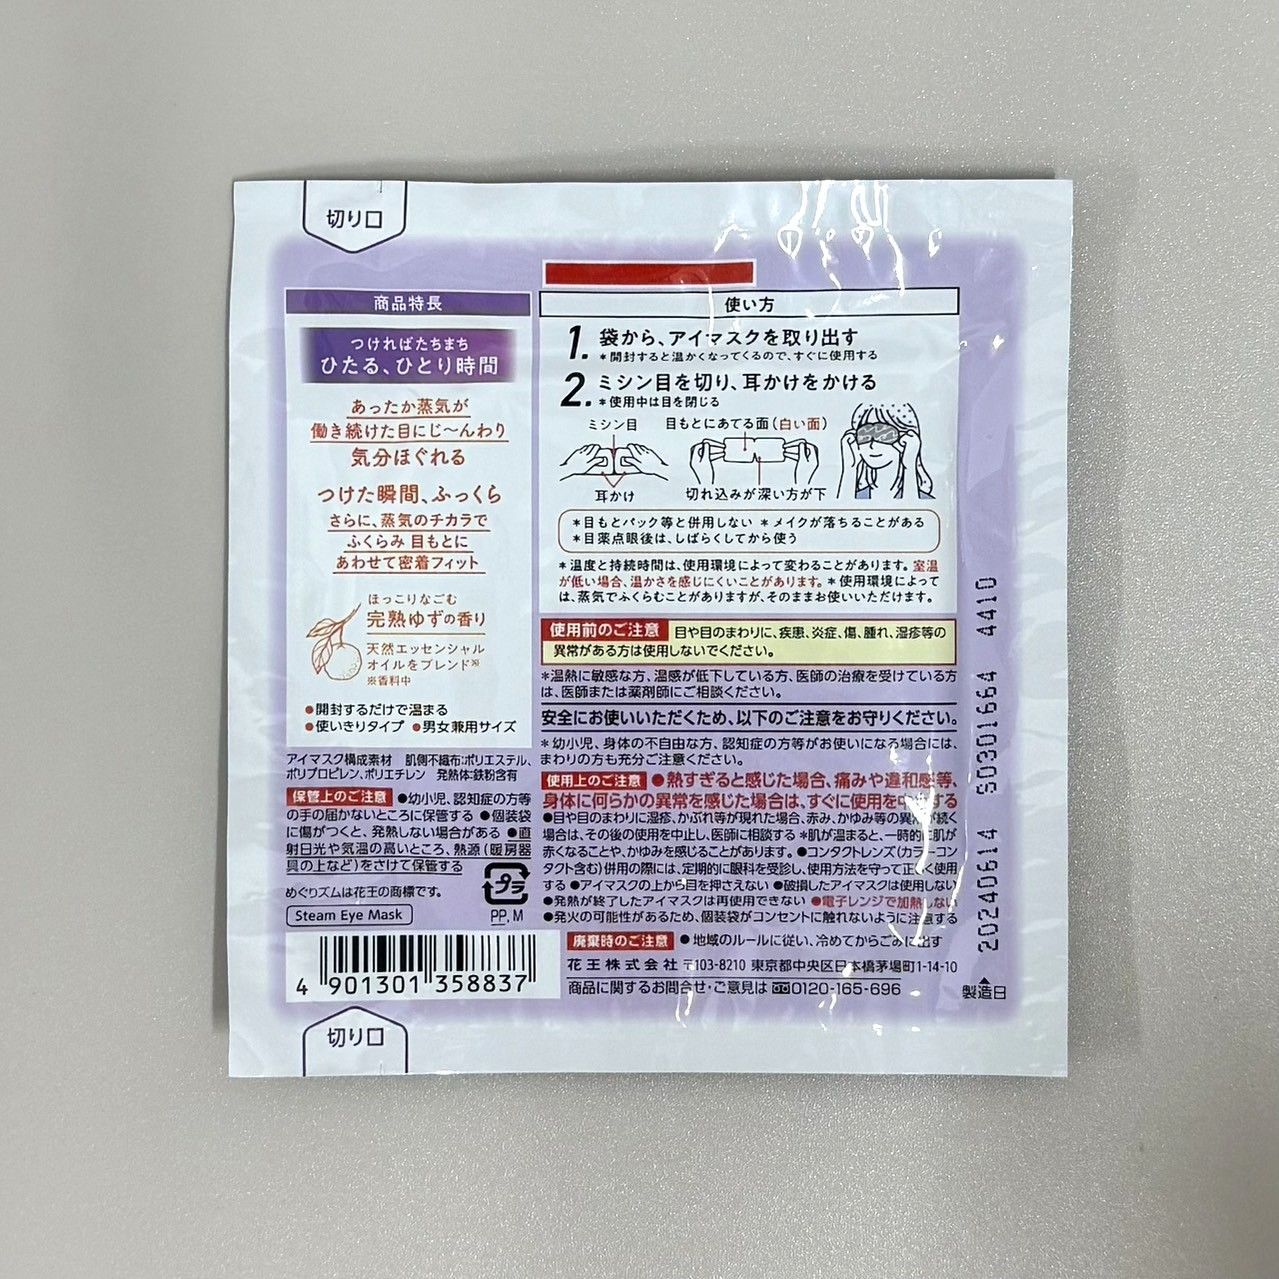 切り口
商品特長
つければたちまち
ひたる、ひとり時間
あったか蒸気が
働き続けた目にじ〜んわり
気分ほぐれる
つけた瞬間、ふっくら
さらに、蒸気のチカラで
ふくらみ 目もとに
あわせて密着フィット
ほっこりなごむ
完熟ゆずの香り
天然エッセンシャル
オイルをブレンド※
※香料中
●開封するだけで温まる
●使いきりタイプ ●男女兼用サイズ
アイマスク構成素材 肌側不織布:ポリエステル、
ポリプロピレン、ポリエチレン 発熱体:鉄粉含有
保管上のご注意 ●幼小児、認知症の方等
の手の届かないところに保管する ●個装袋
に傷がつくと、発熱しない場合がある ●直
射日光や気温の高いところ、熱源(暖房器
具の上など)をさけて保管する
めぐりズムは花王の商標です。
Steam Eye Mask
プラ
PP, M
4 901301 358837
切り口
使い方
1. 袋から、アイマスクを取り出す
＊開封すると温かくなってくるので、すぐに使用する
2. ミシン目を切り、耳かけをかける
＊使用中は目を閉じる
ミシン目 目もとにあてる面(白い面)
耳かけ 切れ込みが深い方が下
＊目もとパック等と併用しない ＊メイクが落ちることがある
＊目薬点眼後は、しばらくしてから使う
＊温度と持続時間は、使用環境によって変わることがあります。室温
が低い場合、温かさを感じにくいことがあります。＊使用環境によって
は、蒸気でふくらむことがありますが、そのままお使いいただけます。
使用前のご注意 目や目のまわりに、疾患、炎症、傷、腫れ、湿疹等の
異常がある方は使用しないでください。
＊温熱に敏感な方、温感が低下している方、医師の治療を受けている方
は、医師または薬剤師にご相談ください。
安全にお使いいただくため、以下のご注意をお守りください。
＊幼小児、身体の不自由な方、認知症の方等がお使いになる場合には、
まわりの方も充分ご注意ください。
使用上のご注意 ●熱すぎると感じた場合、痛みや違和感等、
身体に何らかの異常を感じた場合は、すぐに使用を中止する
●目や目のまわりに湿疹、かぶれ等が現れた場合、赤み、かゆみ等の異常が続く
場合は、その後の使用を中止し、医師に相談する ＊肌が温まると、一時的に肌が
赤くなることや、かゆみを感じることがあります。●コンタクトレンズ(カラーコン
タクト含む)併用の際には、定期的に眼科を受診し、使用方法を守って正しく使用
する ●アイマスクの上から目を押さえない ●破損したアイマスクは使用しない
●発熱が終了したアイマスクは再使用できない ●電子レンジで加熱しない
●発火の可能性があるため、個装袋がコンセントに触れないように注意する
廃棄時のご注意 ●地域のルールに従い、冷めてからごみに出す
花王株式会社 〒103-8210 東京都中央区日本橋茅場町1-14-10
商品に関するお問合せ・ご意見は 0120-165-696
製造日
20240614 S0301664 4410